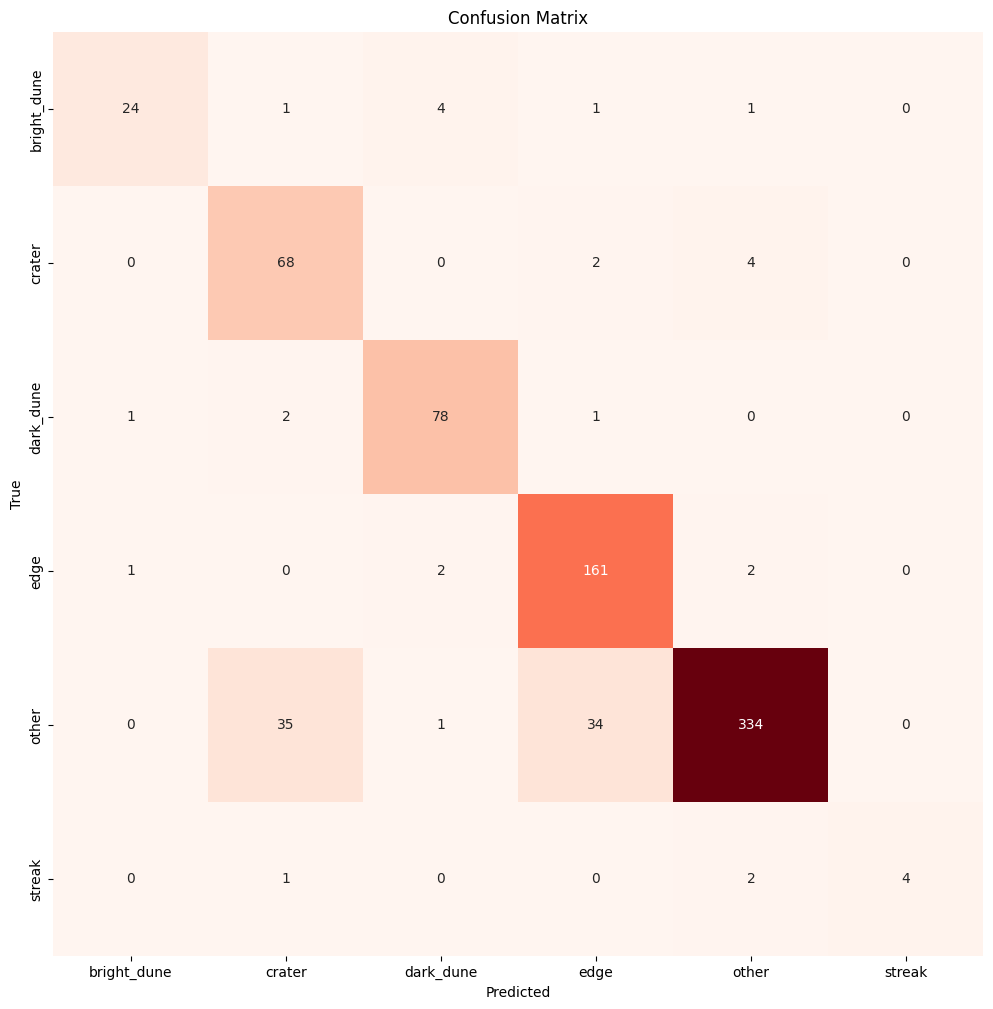 Confusion Matrix
bright_dune 24 1 4 1 1 0
crater 0 68 0 2 4 0
dark_dune 1 2 78 1 0 0
True
edge 1 0 2 161 2 0
other 0 35 1 34 334 0
streak 0 1 0 0 2 4
bright_dune crater dark_dune edge other streak
Predicted